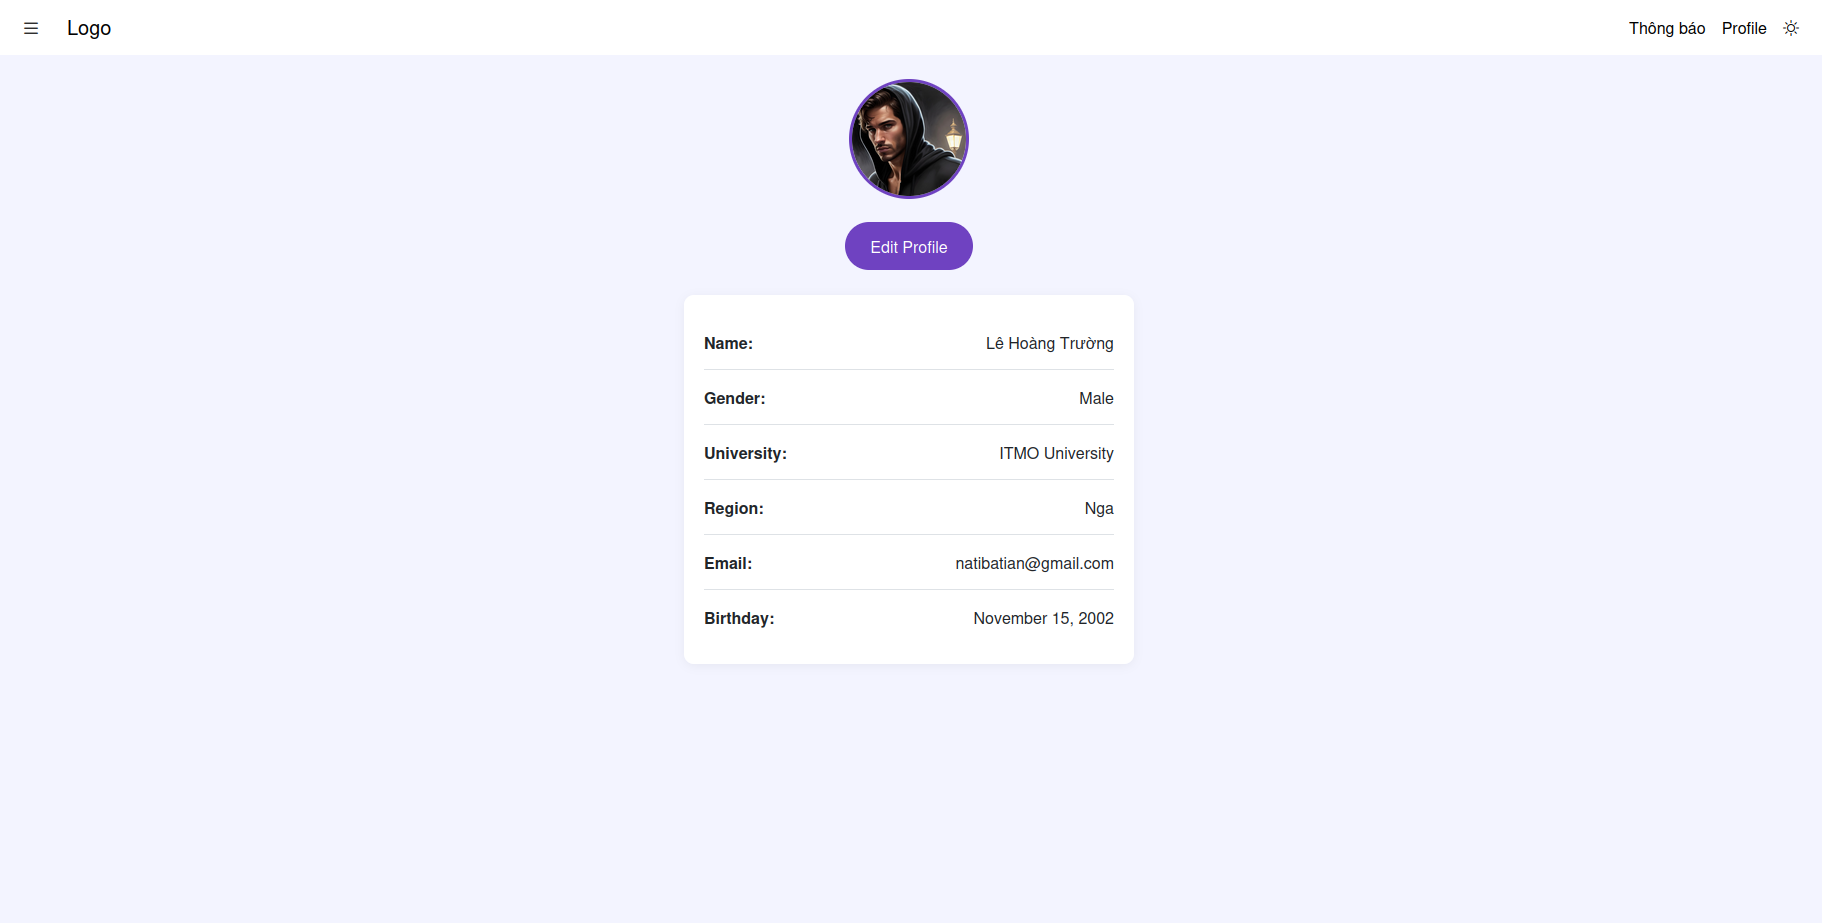 Logo
Thông báo Profile
Edit Profile
Name: Lê Hoàng Trường
Gender: Male
University: ITMO University
Region: Nga
Email: natibatian@gmail.com
Birthday: November 15, 2002